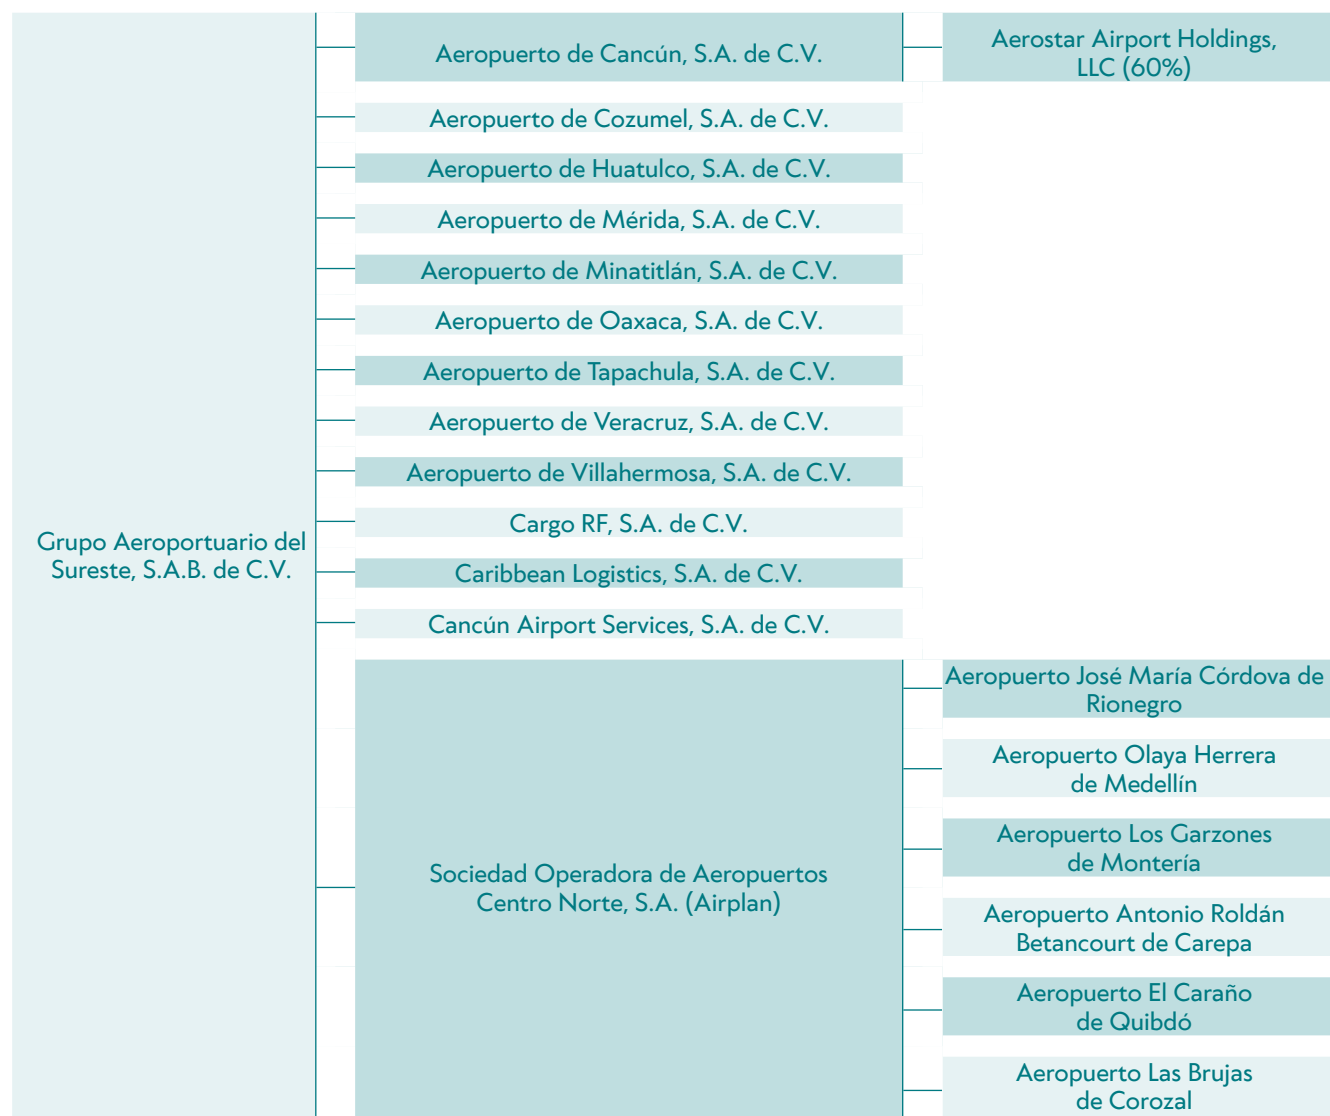 Grupo Aeroportuario del
Sureste, S.A.B. de C.V.
Aeropuerto de Cancún, S.A. de C.V.
Aerostar Airport Holdings,
LLC (60%)
Aeropuerto de Cozumel, S.A. de C.V.
Aeropuerto de Huatulco, S.A. de C.V.
Aeropuerto de Mérida, S.A. de C.V.
Aeropuerto de Minatitlán, S.A. de C.V.
Aeropuerto de Oaxaca, S.A. de C.V.
Aeropuerto de Tapachula, S.A. de C.V.
Aeropuerto de Veracruz, S.A. de C.V.
Aeropuerto de Villahermosa, S.A. de C.V.
Cargo RF, S.A. de C.V.
Caribbean Logistics, S.A. de C.V.
Cancún Airport Services, S.A. de C.V.
Sociedad Operadora de Aeropuertos
Centro Norte, S.A. (Airplan)
Aeropuerto José María Córdova de
Rionegro
Aeropuerto Olaya Herrera
de Medellín
Aeropuerto Los Garzones
de Montería
Aeropuerto Antonio Roldán
Betancourt de Carepa
Aeropuerto El Caraño
de Quibdó
Aeropuerto Las Brujas
de Corozal